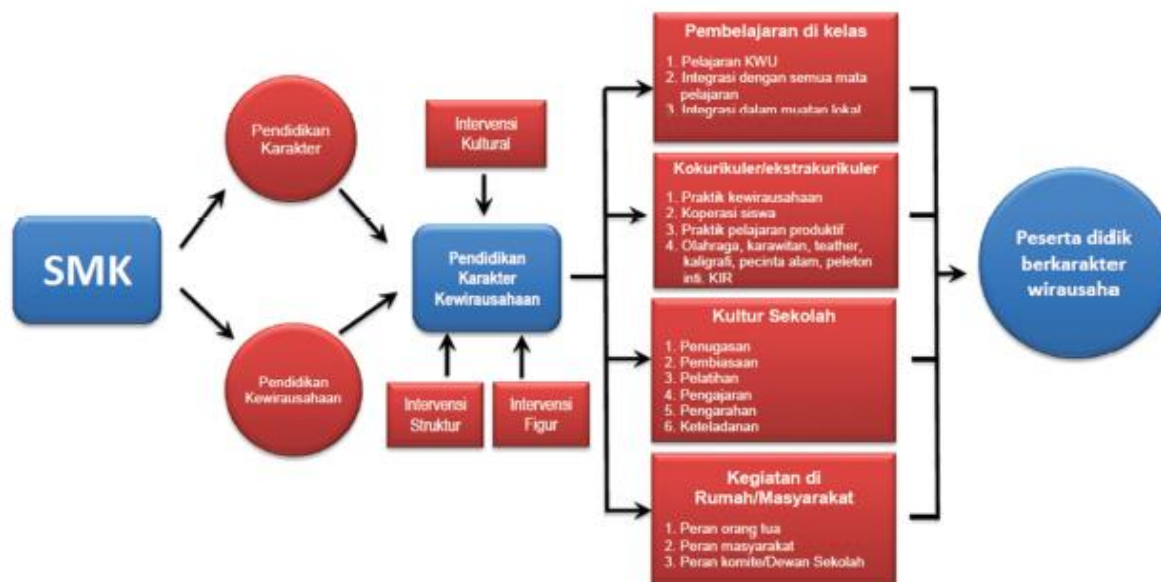 SMK
Pendidikan
Karakter
Pendidikan
Kewirausahaan
Intervensi
Kultural
Pendidikan
Karakter
Kewirausahaan
Intervensi
Struktur
Intervensi
Figur
Pembelajaran di kelas
1. Pelajaran KWU
2. Integrasi dengan semua mata
pelajaran
3. Integrasi dalam muatan lokal
Kokurikuler/ekstrakurikuler
1. Praktik kewirausahaan
2. Koperasi siswa
3. Praktik pelajaran produktif
4. Olahraga, karawitan, teather,
kaligrafi, pecinta alam, peleton
inti, KIR
Kultur Sekolah
1. Penugasan
2. Pembiasaan
3. Pelatihan
4. Pengajaran
5. Pengarahan
6. Keteladanan
Kegiatan di
Rumah/Masyarakat
1. Peran orang tua
2. Peran masyarakat
3. Peran komite/Dewan Sekolah
Peserta didik
berkarakter
wirausaha